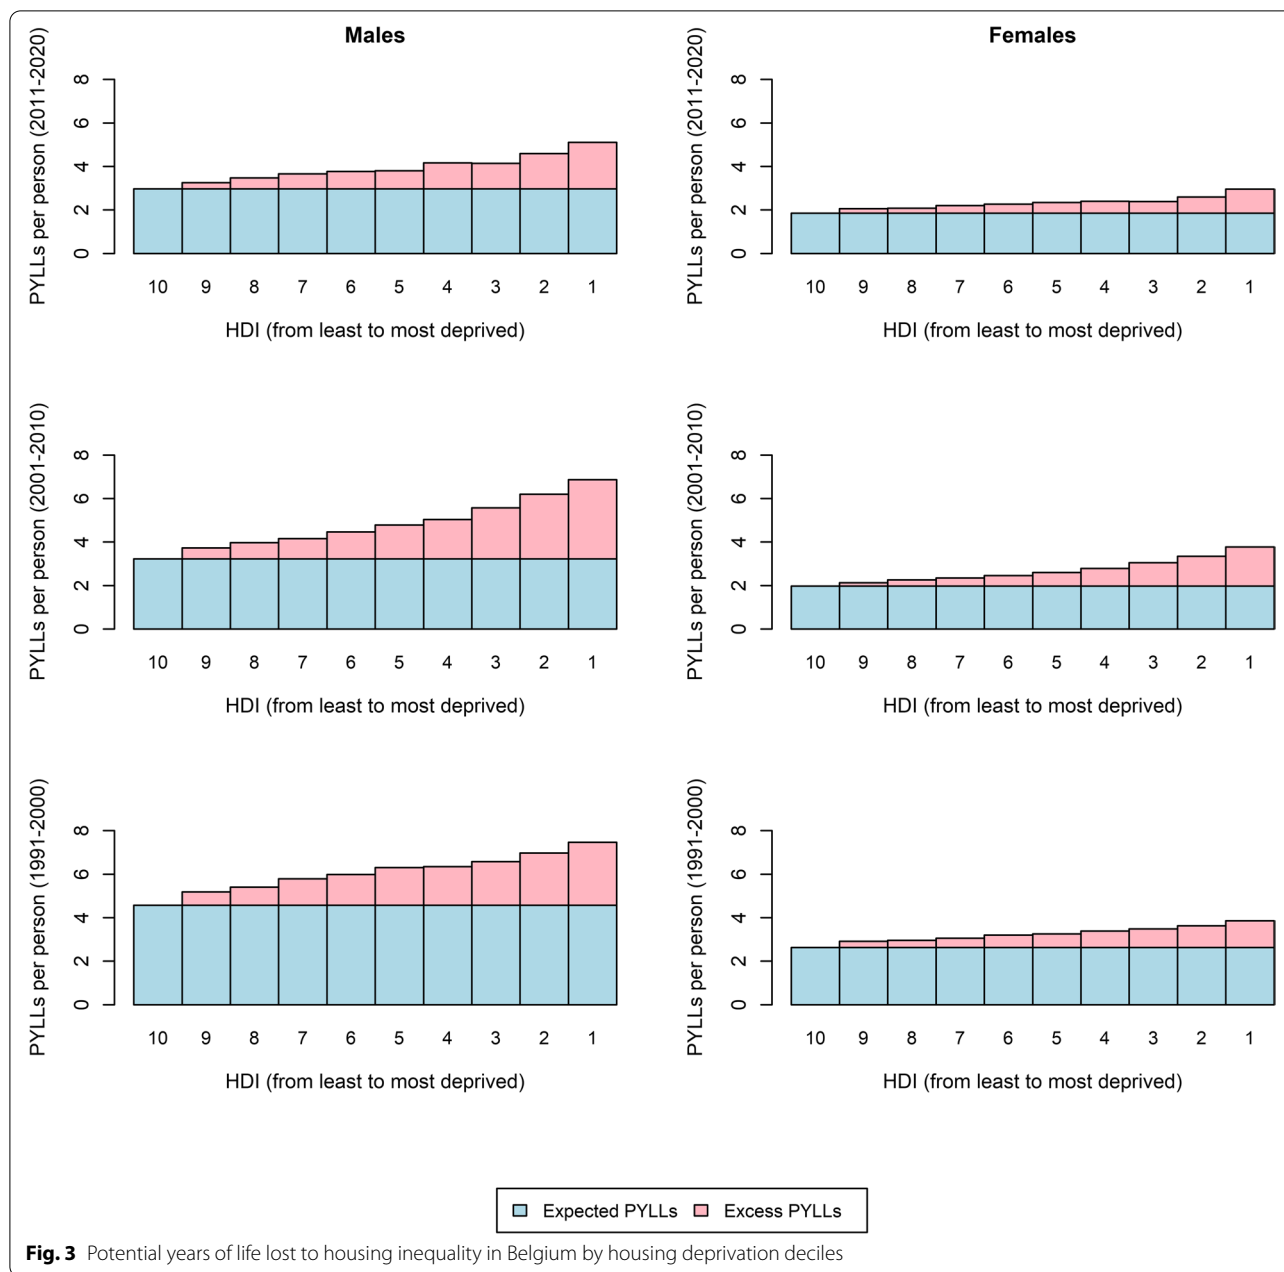 Males
Females
PYLLs per person (2011-2020)
0 2 4 6 8
10 9 8 7 6 5 4 3 2 1
HDI (from least to most deprived)
PYLLs per person (2011-2020)
0 2 4 6 8
10 9 8 7 6 5 4 3 2 1
HDI (from least to most deprived)
PYLLs per person (2001-2010)
0 2 4 6 8
10 9 8 7 6 5 4 3 2 1
HDI (from least to most deprived)
PYLLs per person (2001-2010)
0 2 4 6 8
10 9 8 7 6 5 4 3 2 1
HDI (from least to most deprived)
PYLLs per person (1991-2000)
0 2 4 6 8
10 9 8 7 6 5 4 3 2 1
HDI (from least to most deprived)
PYLLs per person (1991-2000)
0 2 4 6 8
10 9 8 7 6 5 4 3 2 1
HDI (from least to most deprived)
Expected PYLLs Excess PYLLs
Fig. 3 Potential years of life lost to housing inequality in Belgium by housing deprivation deciles